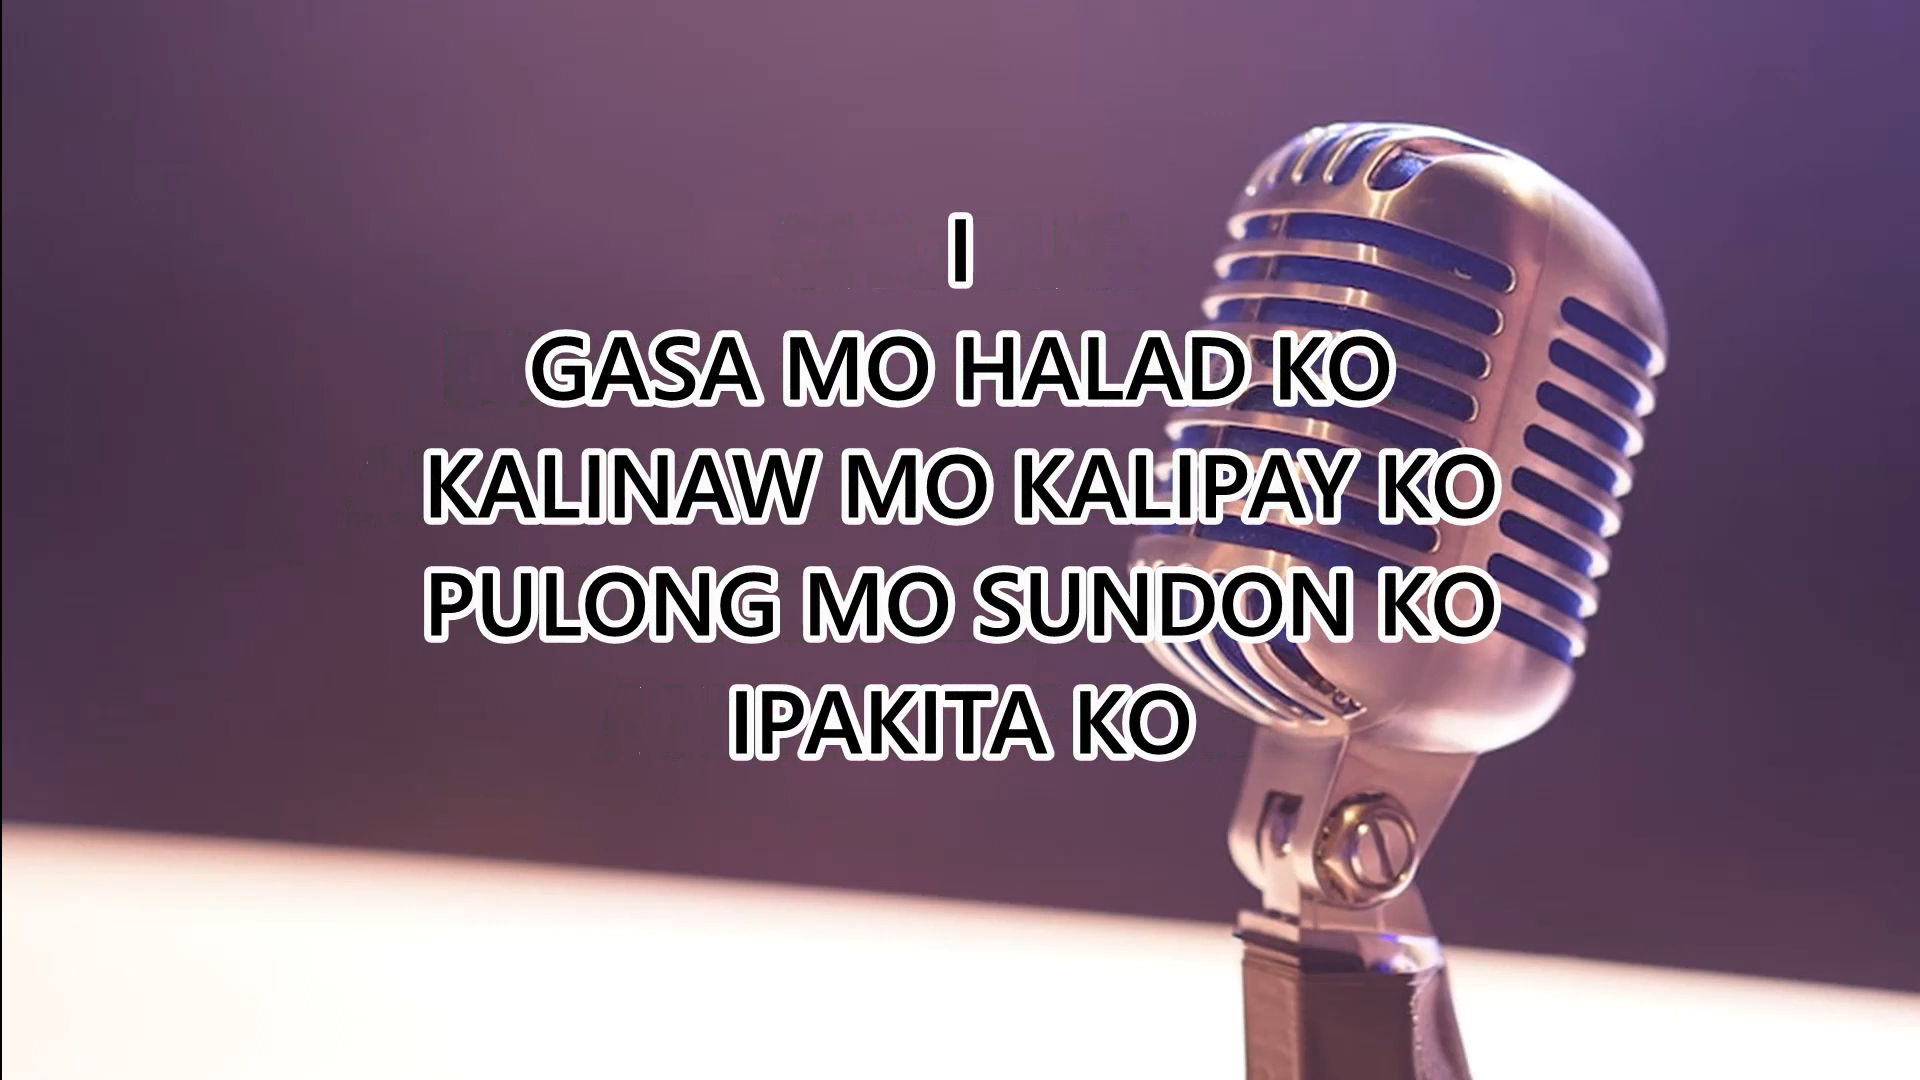 I
GASA MO HALAD KO
KALINAW MO KALIPAY KO
PULONG MO SUNDON KO
IPAKITA KO